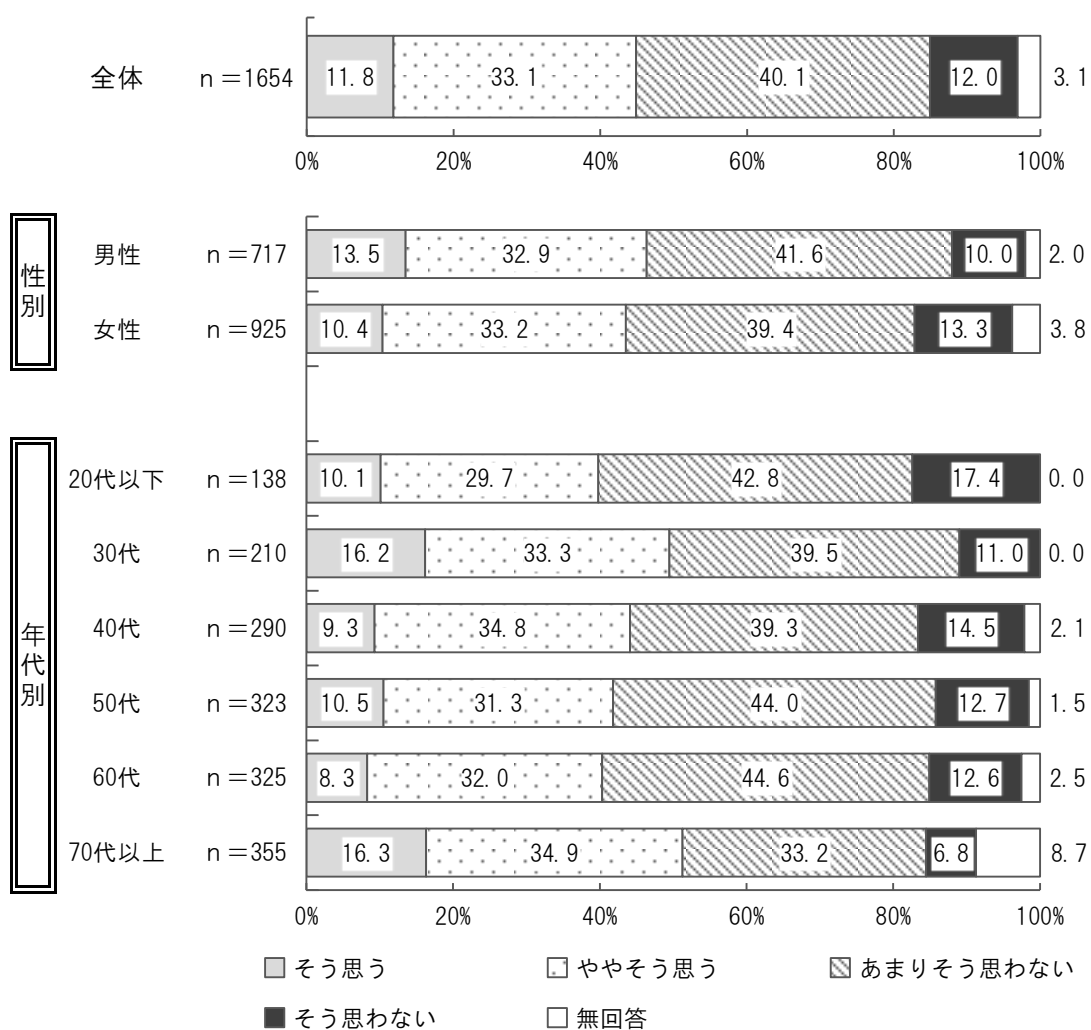 全体 n=1654 11.8 33.1 40.1 12.0 3.1
0% 20% 40% 60% 80% 100%
性別
男性 n=717 13.5 32.9 41.6 10.0 2.0
女性 n=925 10.4 33.2 39.4 13.3 3.8
年代別
20代以下 n=138 10.1 29.7 42.8 17.4 0.0
30代 n=210 16.2 33.3 39.5 11.0 0.0
40代 n=290 9.3 34.8 39.3 14.5 2.1
50代 n=323 10.5 31.3 44.0 12.7 1.5
60代 n=325 8.3 32.0 44.6 12.6 2.5
70代以上 n=355 16.3 34.9 33.2 6.8 8.7
0% 20% 40% 60% 80% 100%
そう思う ややそう思う あまりそう思わない
そう思わない 無回答